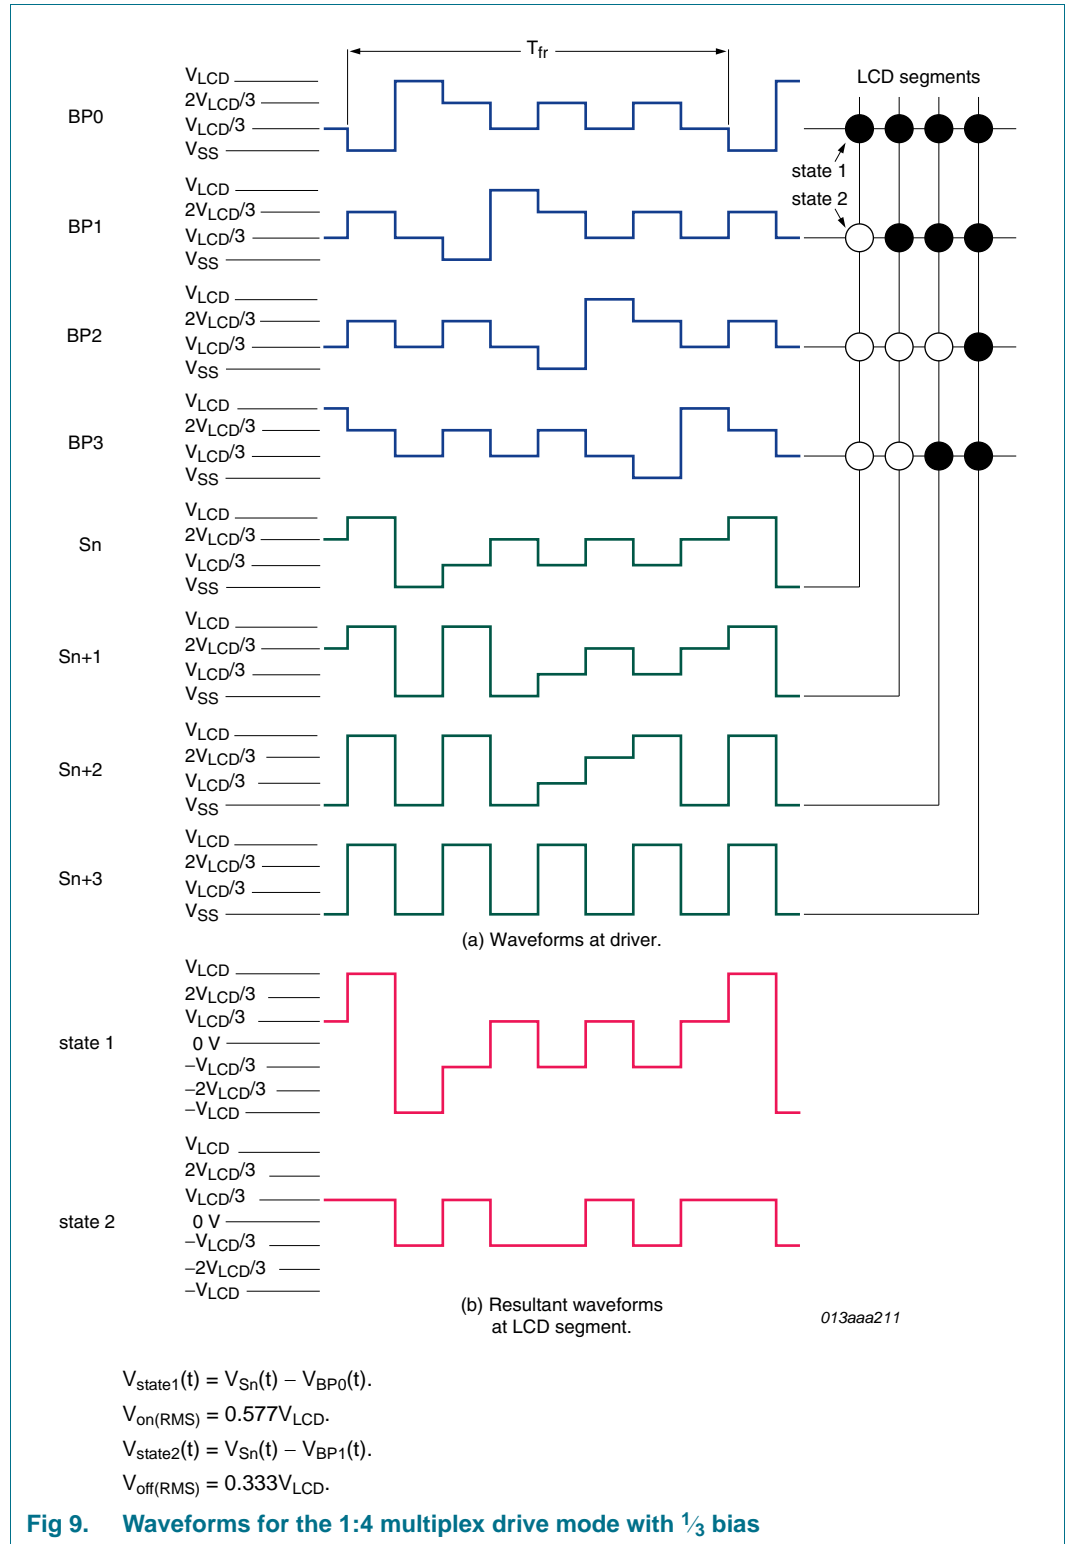 Tfr
VLCD
2VLCD/3
BP0
VLCD/3
VSS
LCD segments
state 1
state 2
VLCD
2VLCD/3
BP1
VLCD/3
VSS
VLCD
2VLCD/3
BP2
VLCD/3
VSS
VLCD
2VLCD/3
BP3
VLCD/3
VSS
VLCD
2VLCD/3
Sn
VLCD/3
VSS
VLCD
2VLCD/3
Sn+1
VLCD/3
VSS
VLCD
2VLCD/3
Sn+2
VLCD/3
VSS
VLCD
2VLCD/3
Sn+3
VLCD/3
VSS
(a) Waveforms at driver.
VLCD
2VLCD/3
VLCD/3
state 1
0 V
−VLCD/3
−2VLCD/3
−VLCD
VLCD
2VLCD/3
VLCD/3
state 2
0 V
−VLCD/3
−2VLCD/3
−VLCD
(b) Resultant waveforms
at LCD segment.
013aaa211
Vstate1(t) = VSn(t) − VBP0(t).
Von(RMS) = 0.577VLCD.
Vstate2(t) = VSn(t) − VBP1(t).
Voff(RMS) = 0.333VLCD.
Fig 9. Waveforms for the 1:4 multiplex drive mode with 1⁄3 bias